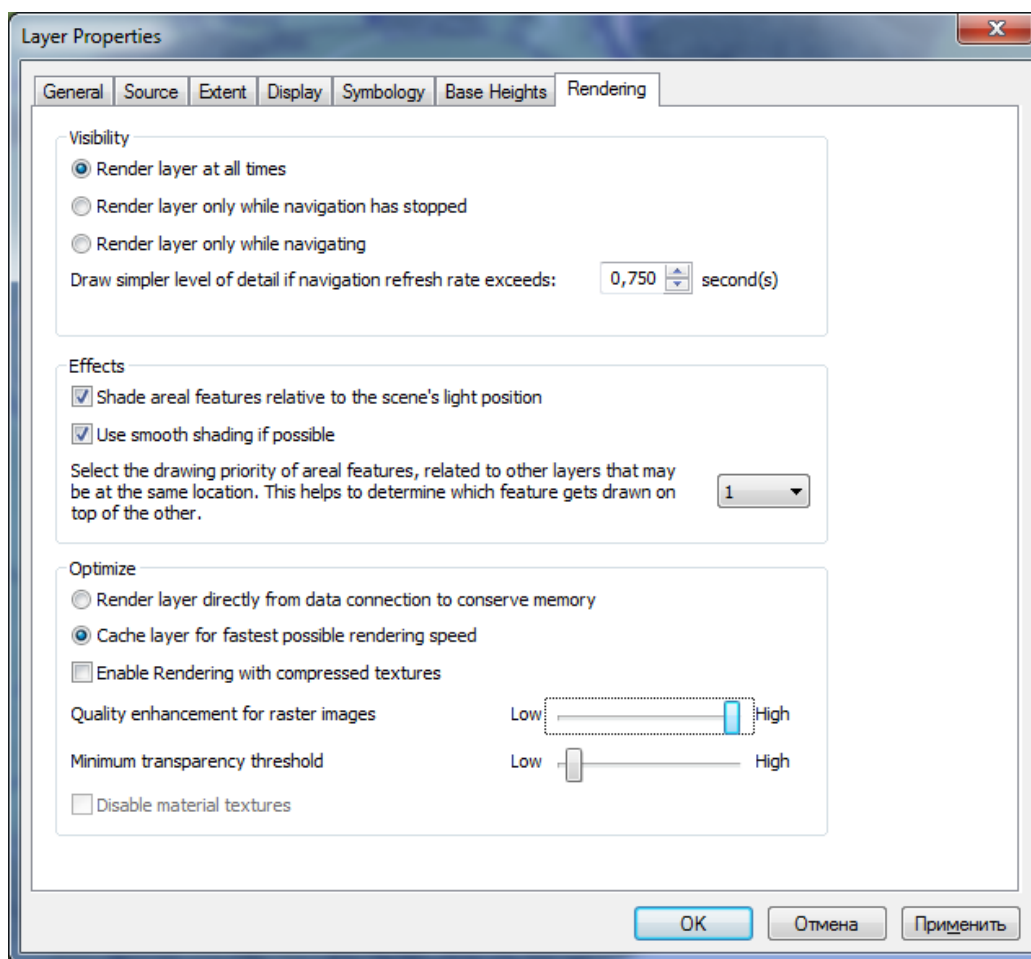 Layer Properties
General Source Extent Display Symbology Base Heights Rendering
Visibility
Render layer at all times
Render layer only while navigation has stopped
Render layer only while navigating
Draw simpler level of detail if navigation refresh rate exceeds: 0,750 second(s)
Effects
Shade areal features relative to the scene's light position
Use smooth shading if possible
Select the drawing priority of areal features, related to other layers that may
be at the same location. This helps to determine which feature gets drawn on
top of the other.
1
Optimize
Render layer directly from data connection to conserve memory
Cache layer for fastest possible rendering speed
Enable Rendering with compressed textures
Quality enhancement for raster images Low High
Minimum transparency threshold Low High
Disable material textures
OK Отмена Применить